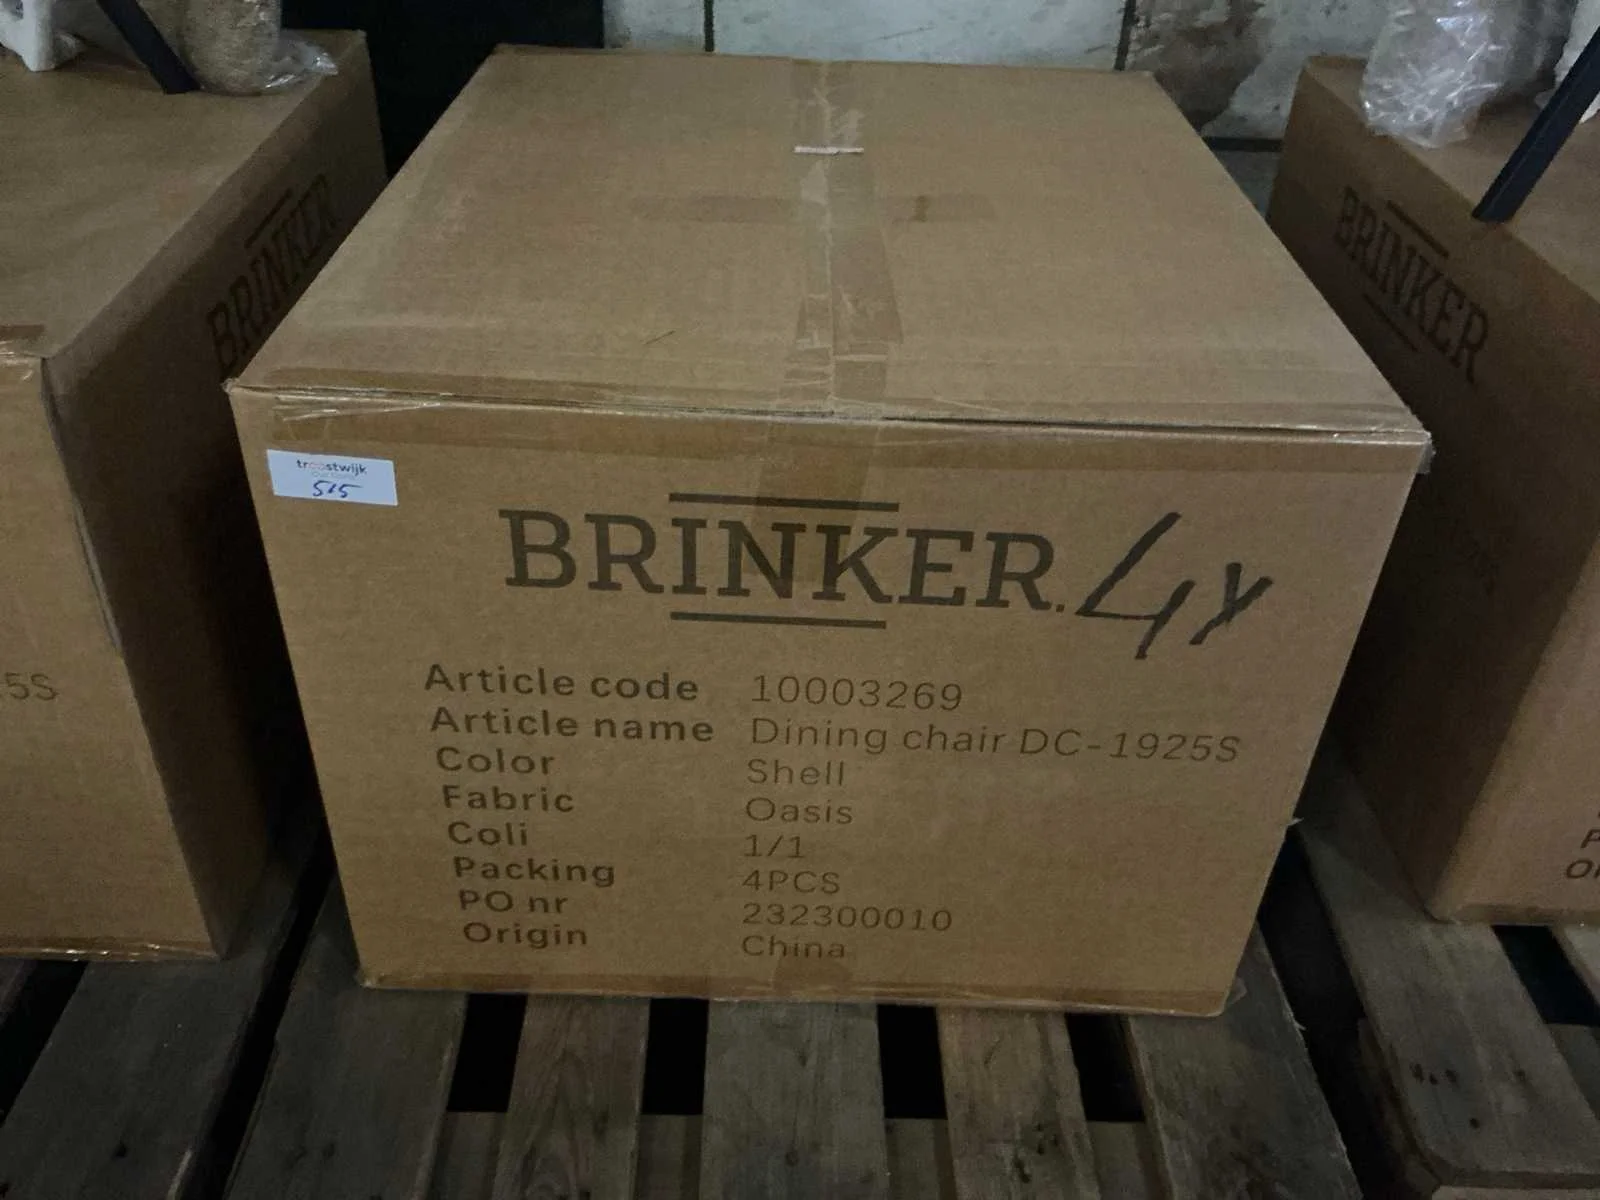 troostwijk
515
BRINKER. 4x
Article code 10003269
Article name Dining chair DC-1925S
Color Shell
Fabric Oasis
Coli 1/1
Packing 4PCS
PO nr 232300010
Origin China
BRINKER
BRINKER
5S